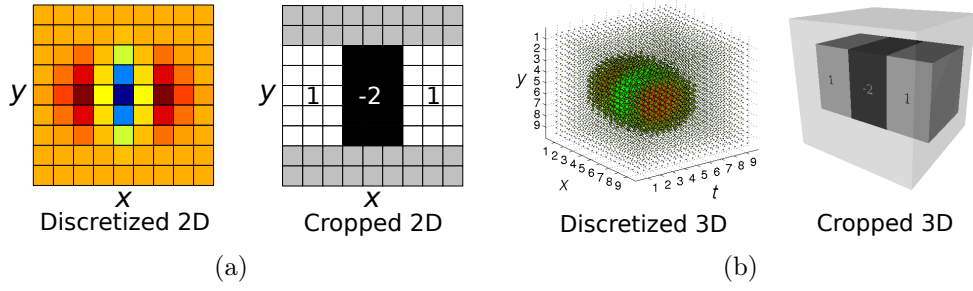 y
x
Discretized 2D
y
1
-2
1
x
Cropped 2D
(a)
y
1
2
3
4
5
6
7
8
9
1 2 3 4 5 6 7 8 9
x
1 2 3 4 5 6 7 8 9
t
Discretized 3D
1
-2
1
Cropped 3D
(b)